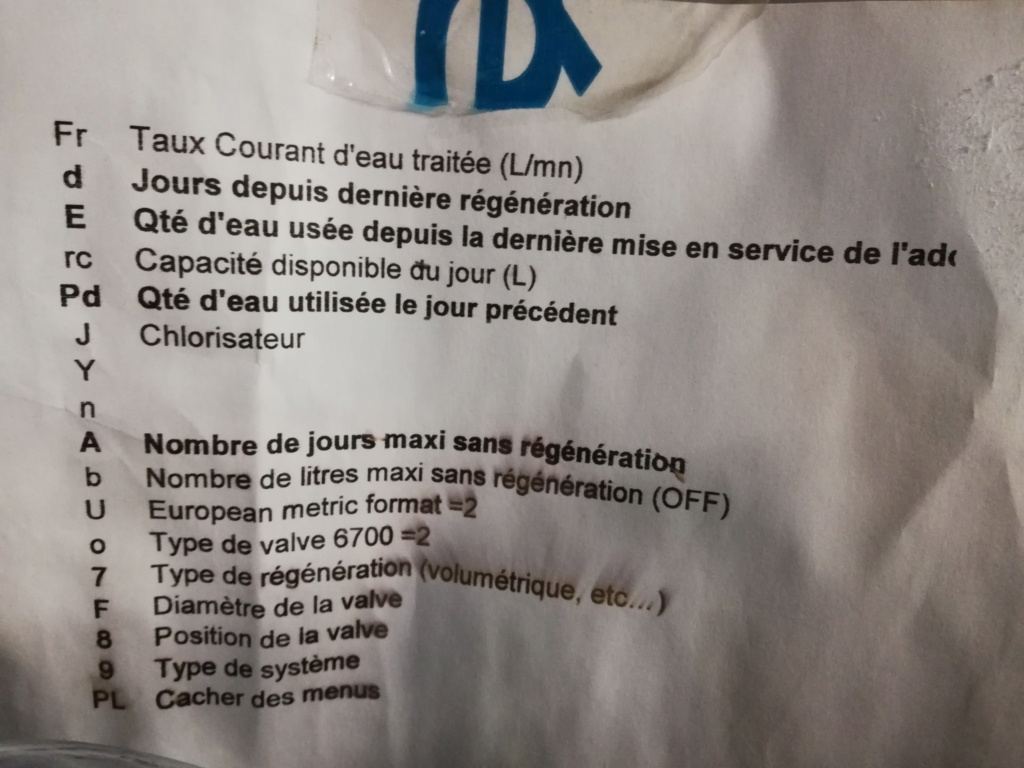 Fr Taux Courant d'eau traitée (L/mn)
d Jours depuis dernière régénération
E Qté d'eau usée depuis la dernière mise en service de l'ado
rc Capacité disponible du jour (L)
Pd Qté d'eau utilisée le jour précédent
J Chlorisateur
Y
n
A Nombre de jours maxi sans régénération
b Nombre de litres maxi sans régénération (OFF)
U European metric format =2
o Type de valve 6700 =2
7 Type de régénération (volumétrique, etc...)
F Diamètre de la valve
8 Position de la valve
9 Type de système
PL Cacher des menus